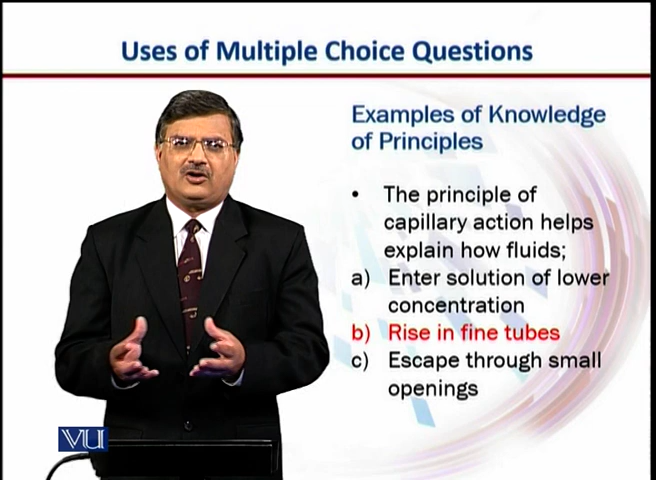 Uses of Multiple Choice Questions
Examples of Knowledge
of Principles
• The principle of
capillary action helps
explain how fluids;
a) Enter solution of lower
concentration
b) Rise in fine tubes
c) Escape through small
openings
VU